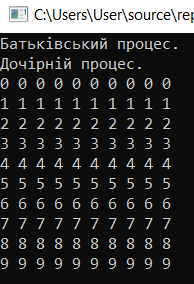 C:\Users\User\source\rep
Батьківський процес.
Дочірній процес.
0 0 0 0 0 0 0 0 0 0
1 1 1 1 1 1 1 1 1 1
2 2 2 2 2 2 2 2 2 2
3 3 3 3 3 3 3 3 3 3
4 4 4 4 4 4 4 4 4 4
5 5 5 5 5 5 5 5 5 5
6 6 6 6 6 6 6 6 6 6
7 7 7 7 7 7 7 7 7 7
8 8 8 8 8 8 8 8 8 8
9 9 9 9 9 9 9 9 9 9